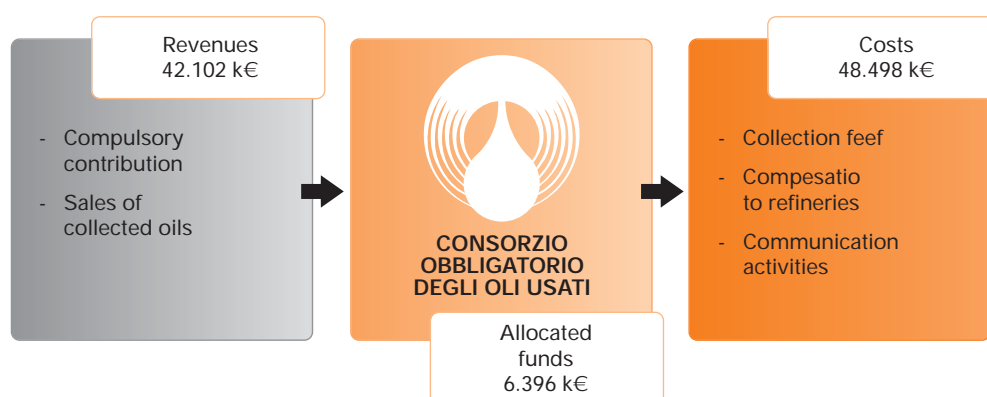 Revenues
42.102 k€
- Compulsory
contribution
- Sales of
collected oils
CONSORZIO
OBBLIGATORIO
DEGLI OLI USATI
Allocated
funds
6.396 k€
Costs
48.498 k€
- Collection feef
- Compesatio
to refineries
- Communication
activities